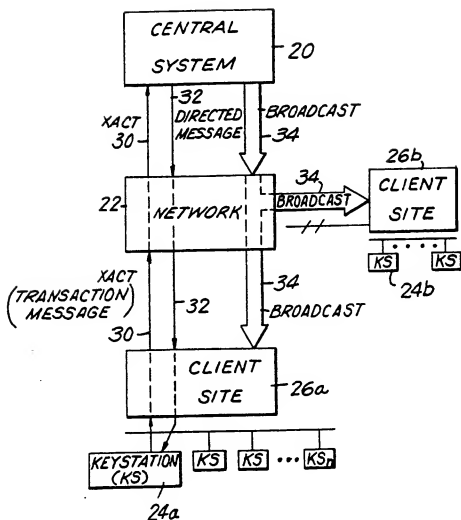 CENTRAL
SYSTEM
20
32
XACT
30
DIRECTED
MESSAGE
BROADCAST
34
26b
22
NETWORK
34
BROADCAST
CLIENT
SITE
KS
KS
24b
XACT
(TRANSACTION
MESSAGE)
30
32
34
BROADCAST
CLIENT
SITE
26a
KEYSTATION
(KS)
KS
KS
KSn
24a